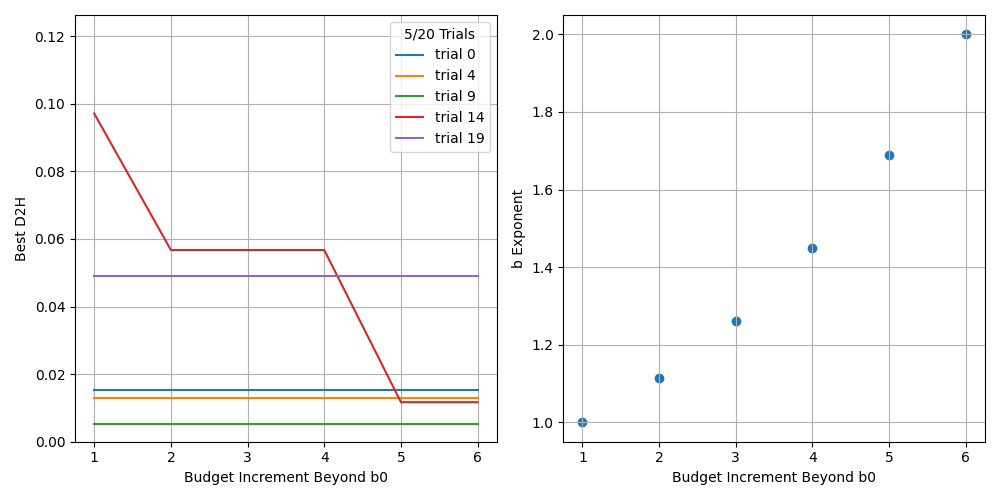 0.12
0.10
0.08
0.06
0.04
0.02
0.00
Best D2H
1 2 3 4 5 6
Budget Increment Beyond b0
5/20 Trials
trial 0
trial 4
trial 9
trial 14
trial 19
2.0
1.8
1.6
1.4
1.2
1.0
b Exponent
1 2 3 4 5 6
Budget Increment Beyond b0